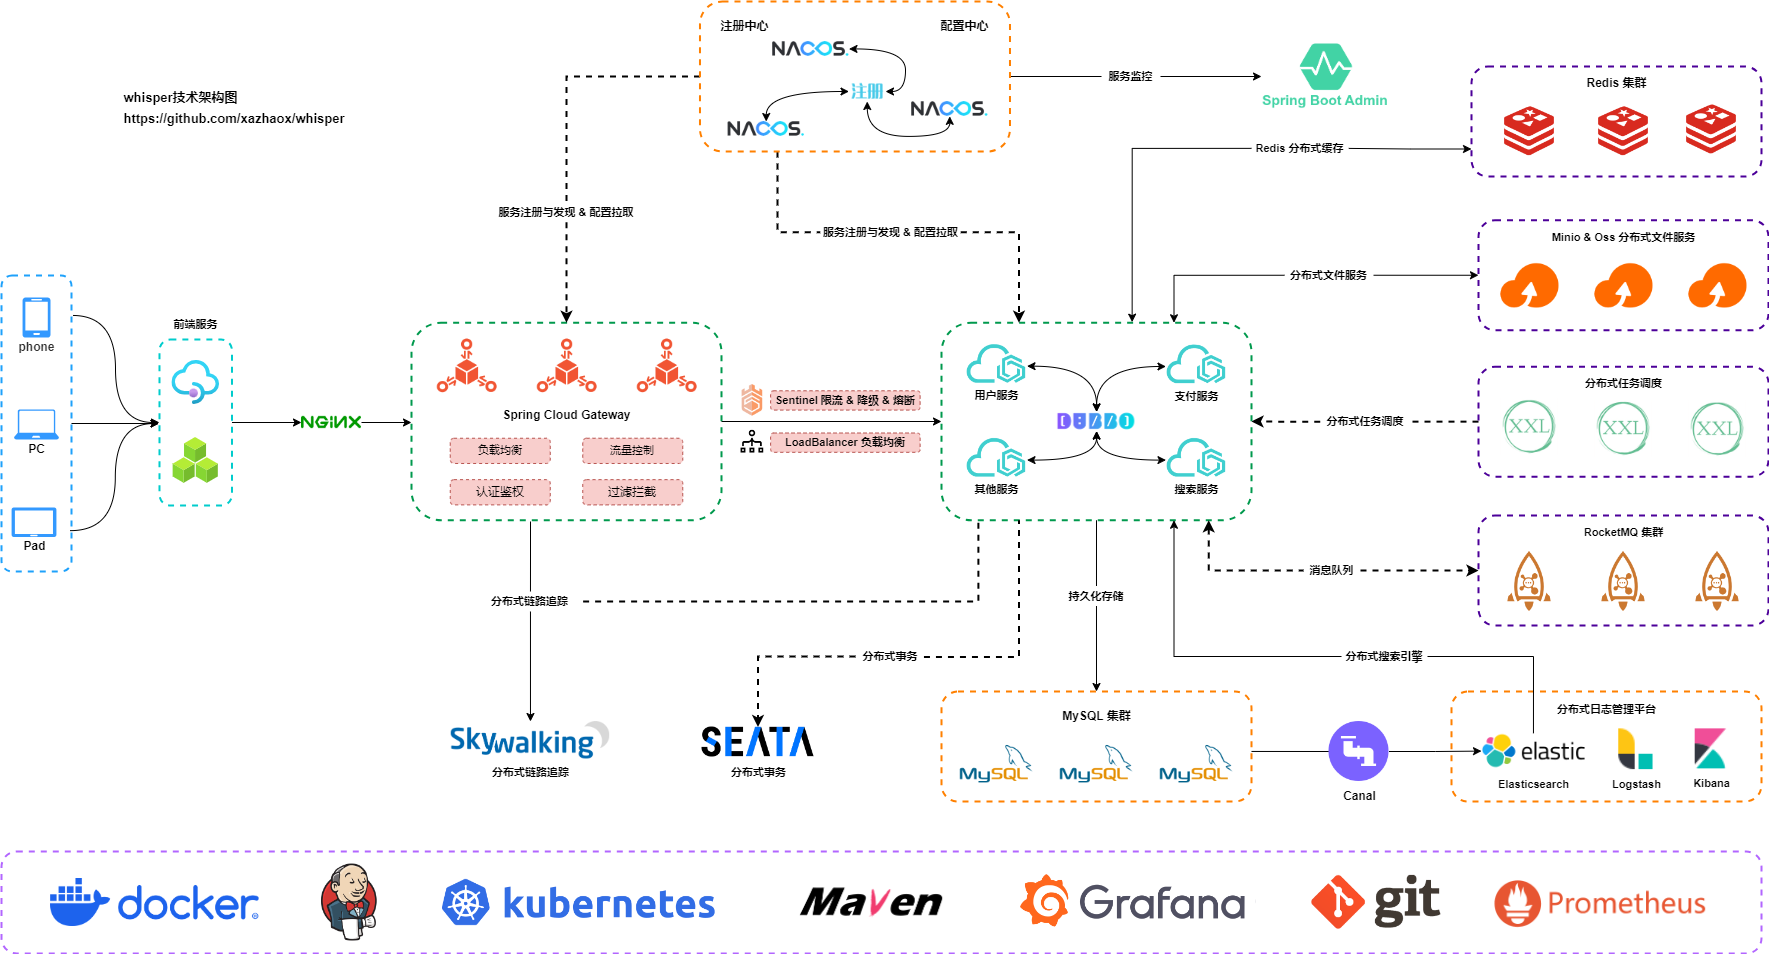 注册中心
配置中心
NACOS.
注册
NACOS.
NACOS.
服务监控
Spring Boot Admin
whisper技术架构图
https://github.com/xazhaox/whisper
Redis 集群
Redis 分布式缓存
服务注册与发现 & 配置拉取
服务注册与发现 & 配置拉取
Minio & Oss 分布式文件服务
分布式文件服务
phone
PC
Pad
前端服务
NGINX
Spring Cloud Gateway
负载均衡
流量控制
认证鉴权
过滤拦截
Sentinel 限流 & 降级 & 熔断
LoadBalancer 负载均衡
用户服务
支付服务
DUBBO
其他服务
搜索服务
分布式任务调度
分布式任务调度
XXL
XXL
XXL
RocketMQ 集群
消息队列
分布式链路追踪
持久化存储
分布式事务
分布式搜索引擎
Skywalking
分布式链路追踪
SEATA
分布式事务
MySQL 集群
MySQL
MySQL
MySQL
Canal
分布式日志管理平台
elastic
Elasticsearch
Logstash
Kibana
docker
kubernetes
Maven
Grafana
git
Prometheus